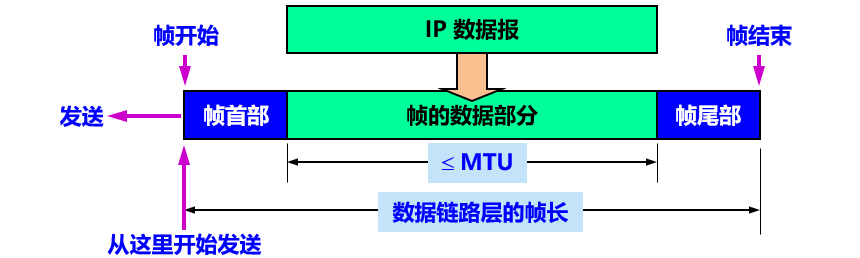 IP 数据报
帧开始
帧结束
发送
帧首部
帧的数据部分
帧尾部
≤ MTU
数据链路层的帧长
从这里开始发送